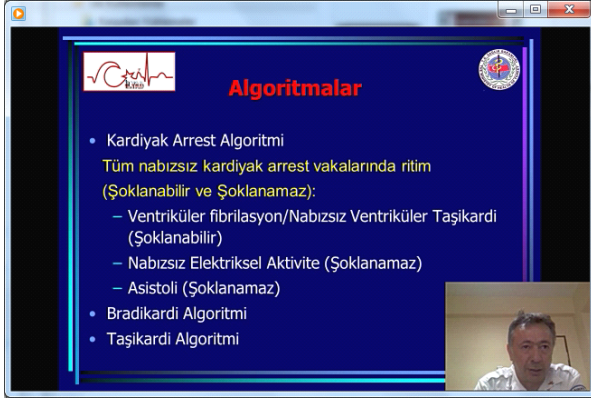 Algoritmalar
• Kardiyak Arrest Algoritmi
Tüm nabızsız kardiyak arrest vakalarında ritim
(Şoklanabilir ve Şoklanamaz):
– Ventriküler fibrilasyon/Nabızsız Ventriküler Taşikardi
(Şoklanabilir)
– Nabızsız Elektriksel Aktivite (Şoklanamaz)
– Asistoli (Şoklanamaz)
• Bradikardi Algoritmi
• Taşikardi Algoritmi